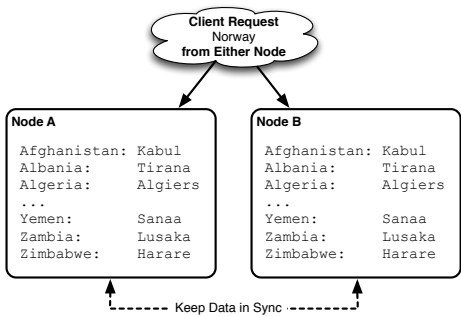 Client Request
Norway
from Either Node
Node A
Afghanistan: Kabul
Albania: Tirana
Algeria: Algiers
...
Yemen: Sanaa
Zambia: Lusaka
Zimbabwe: Harare
Node B
Afghanistan: Kabul
Albania: Tirana
Algeria: Algiers
...
Yemen: Sanaa
Zambia: Lusaka
Zimbabwe: Harare
Keep Data in Sync